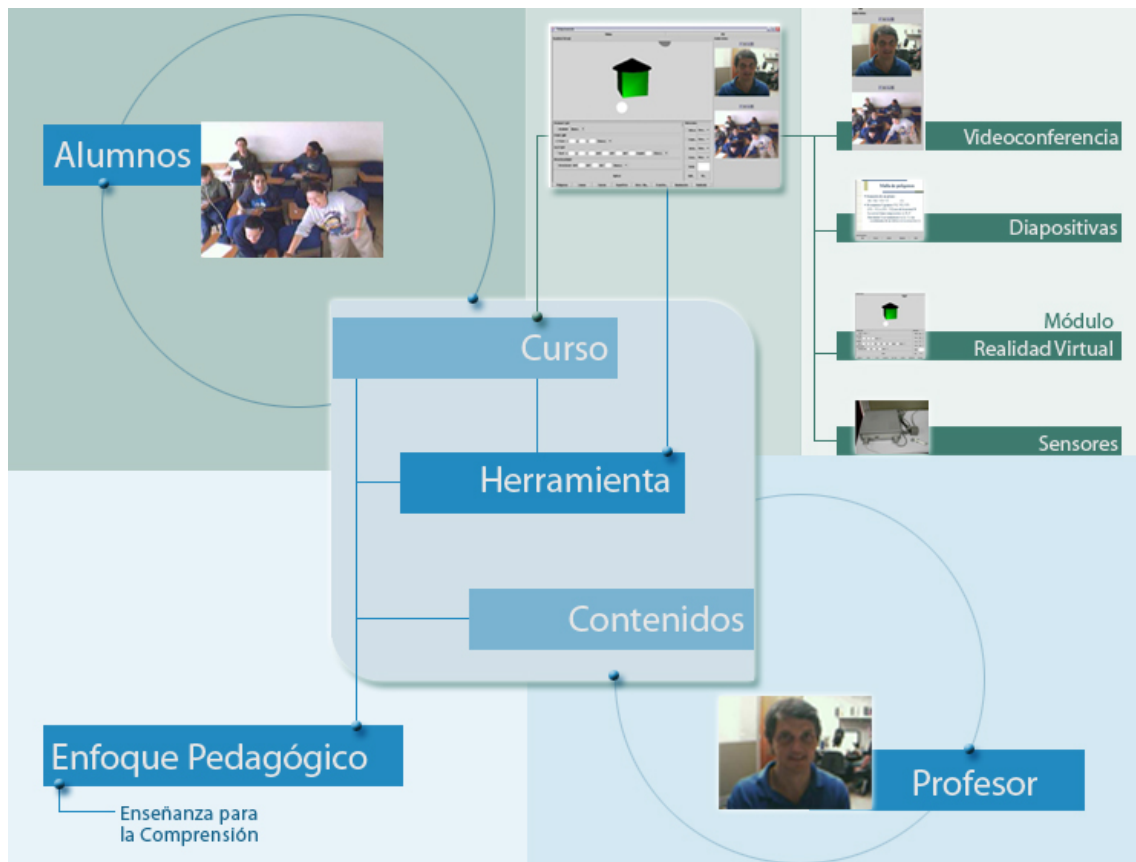 Alumnos
Videoconferencia
Diapositivas
Módulo
Realidad Virtual
Sensores
Curso
Herramienta
Contenidos
Enfoque Pedagógico
Enseñanza para
la Comprensión
Profesor